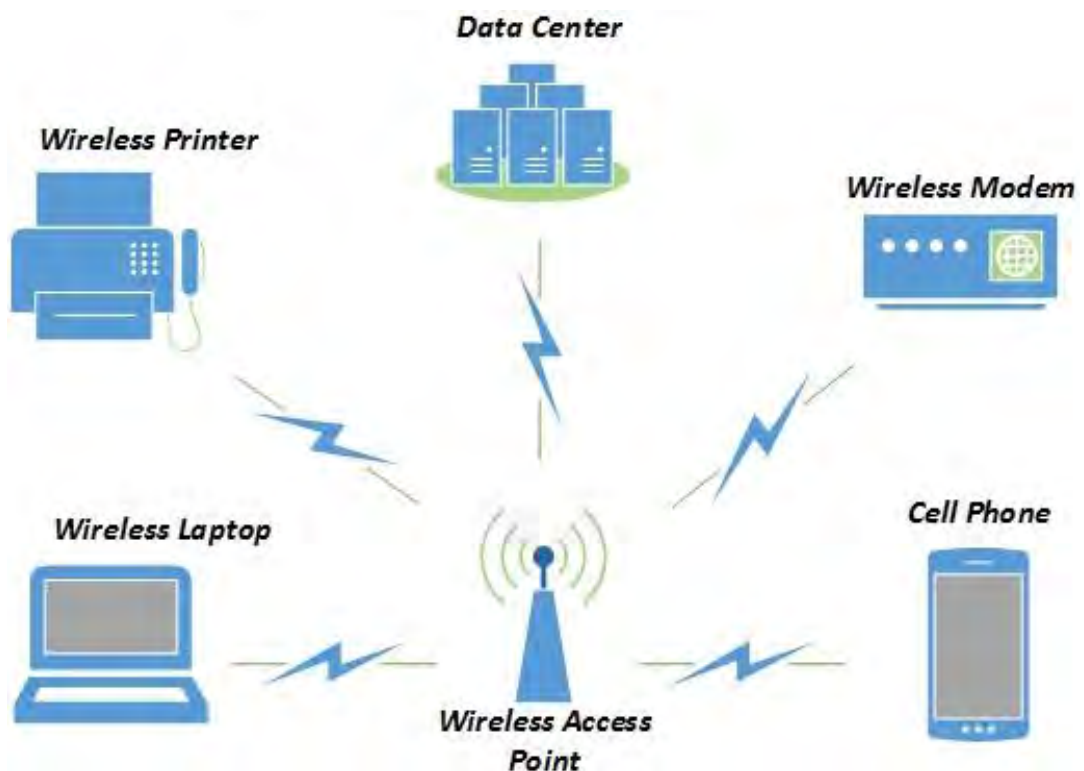 Data Center
Wireless Printer
Wireless Modem
Wireless Laptop
Cell Phone
Wireless Access
Point